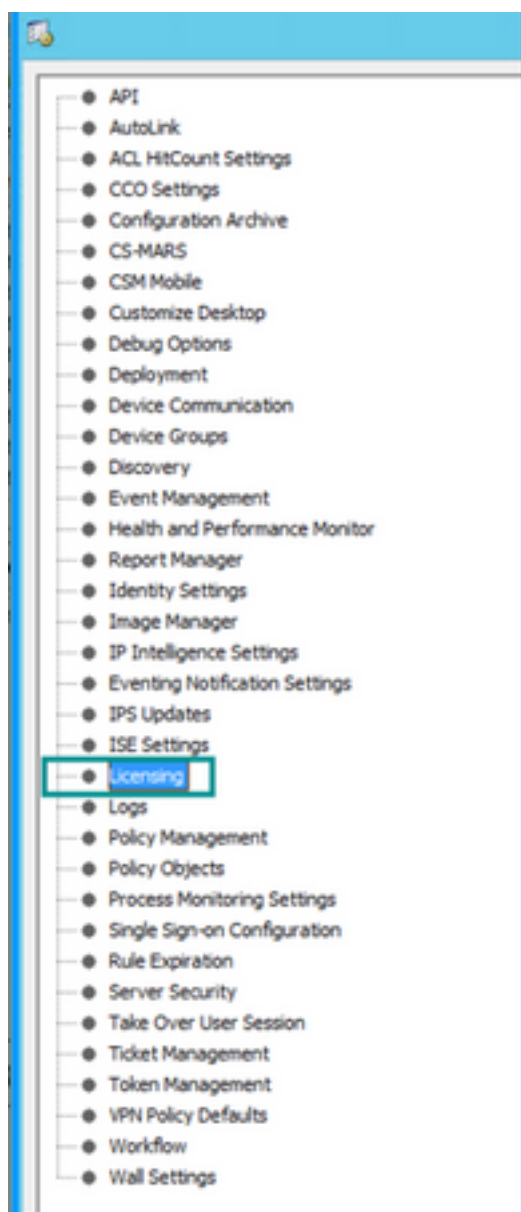 API
AutoLink
ACL HitCount Settings
CCO Settings
Configuration Archive
CS-MARS
CSM Mobile
Customize Desktop
Debug Options
Deployment
Device Communication
Device Groups
Discovery
Event Management
Health and Performance Monitor
Report Manager
Identity Settings
Image Manager
IP Intelligence Settings
Eventing Notification Settings
IPS Updates
ISE Settings
Licensing
Logs
Policy Management
Policy Objects
Process Monitoring Settings
Single Sign-on Configuration
Rule Expiration
Server Security
Take Over User Session
Ticket Management
Token Management
VPN Policy Defaults
Workflow
Wall Settings